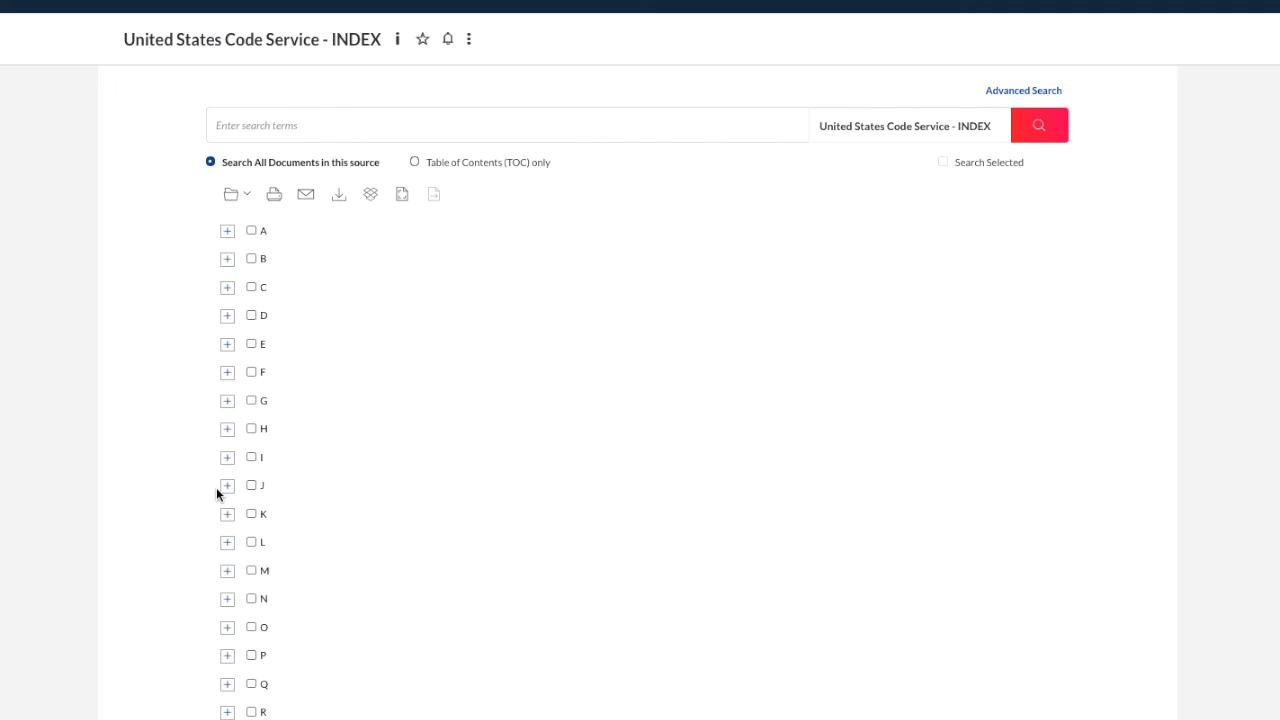 United States Code Service - INDEX
Advanced Search
Enter search terms
United States Code Service - INDEX
Search All Documents in this source
Table of Contents (TOC) only
Search Selected
A
B
C
D
E
F
G
H
I
J
K
L
M
N
O
P
Q
R